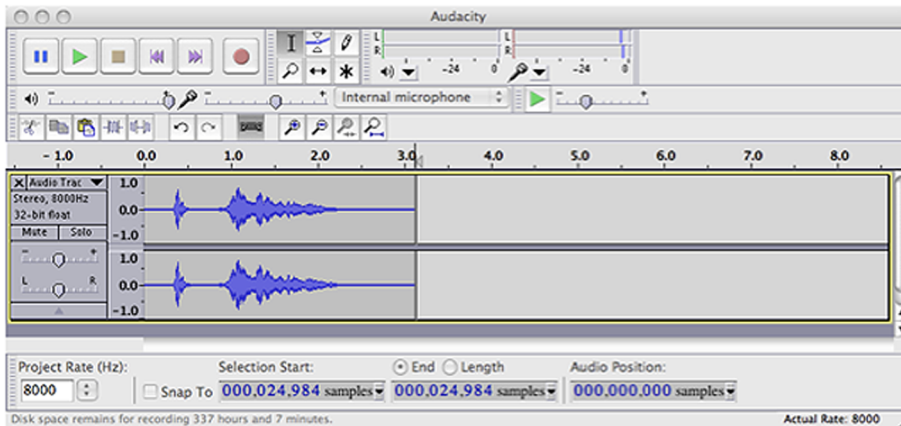 Audacity
L
R
-24 0
L
R
-24 0
Internal microphone
- 1.0 0.0 1.0 2.0 3.0 4.0 5.0 6.0 7.0 8.0
X Audio Trac
Stereo, 8000Hz
32-bit float
Mute Solo
- +
L R
1.0
0.0
-1.0
1.0
0.0
-1.0
Project Rate (Hz): Selection Start: End Length Audio Position:
8000 Snap To 000,024,984 samples 000,024,984 samples 000,000,000 samples
Disk space remains for recording 337 hours and 7 minutes. Actual Rate: 8000